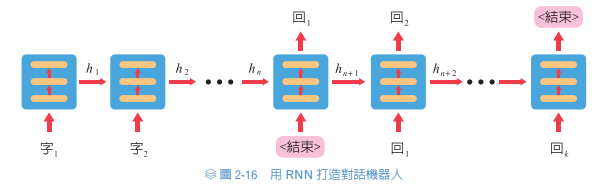 回1 回2 <結束>
h1 h2 hn hn+1 hn+2
字1 字2 <結束> 回1 回k
圖 2-16 用 RNN 打造對話機器人